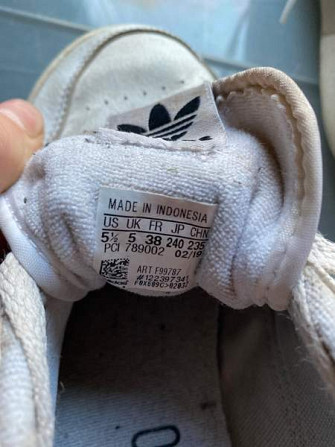 MADE IN INDONESIA
US UK FR JP CHN
5½ 5 38 240 235
PCI 789002 02/19
ART F99787
#122397341